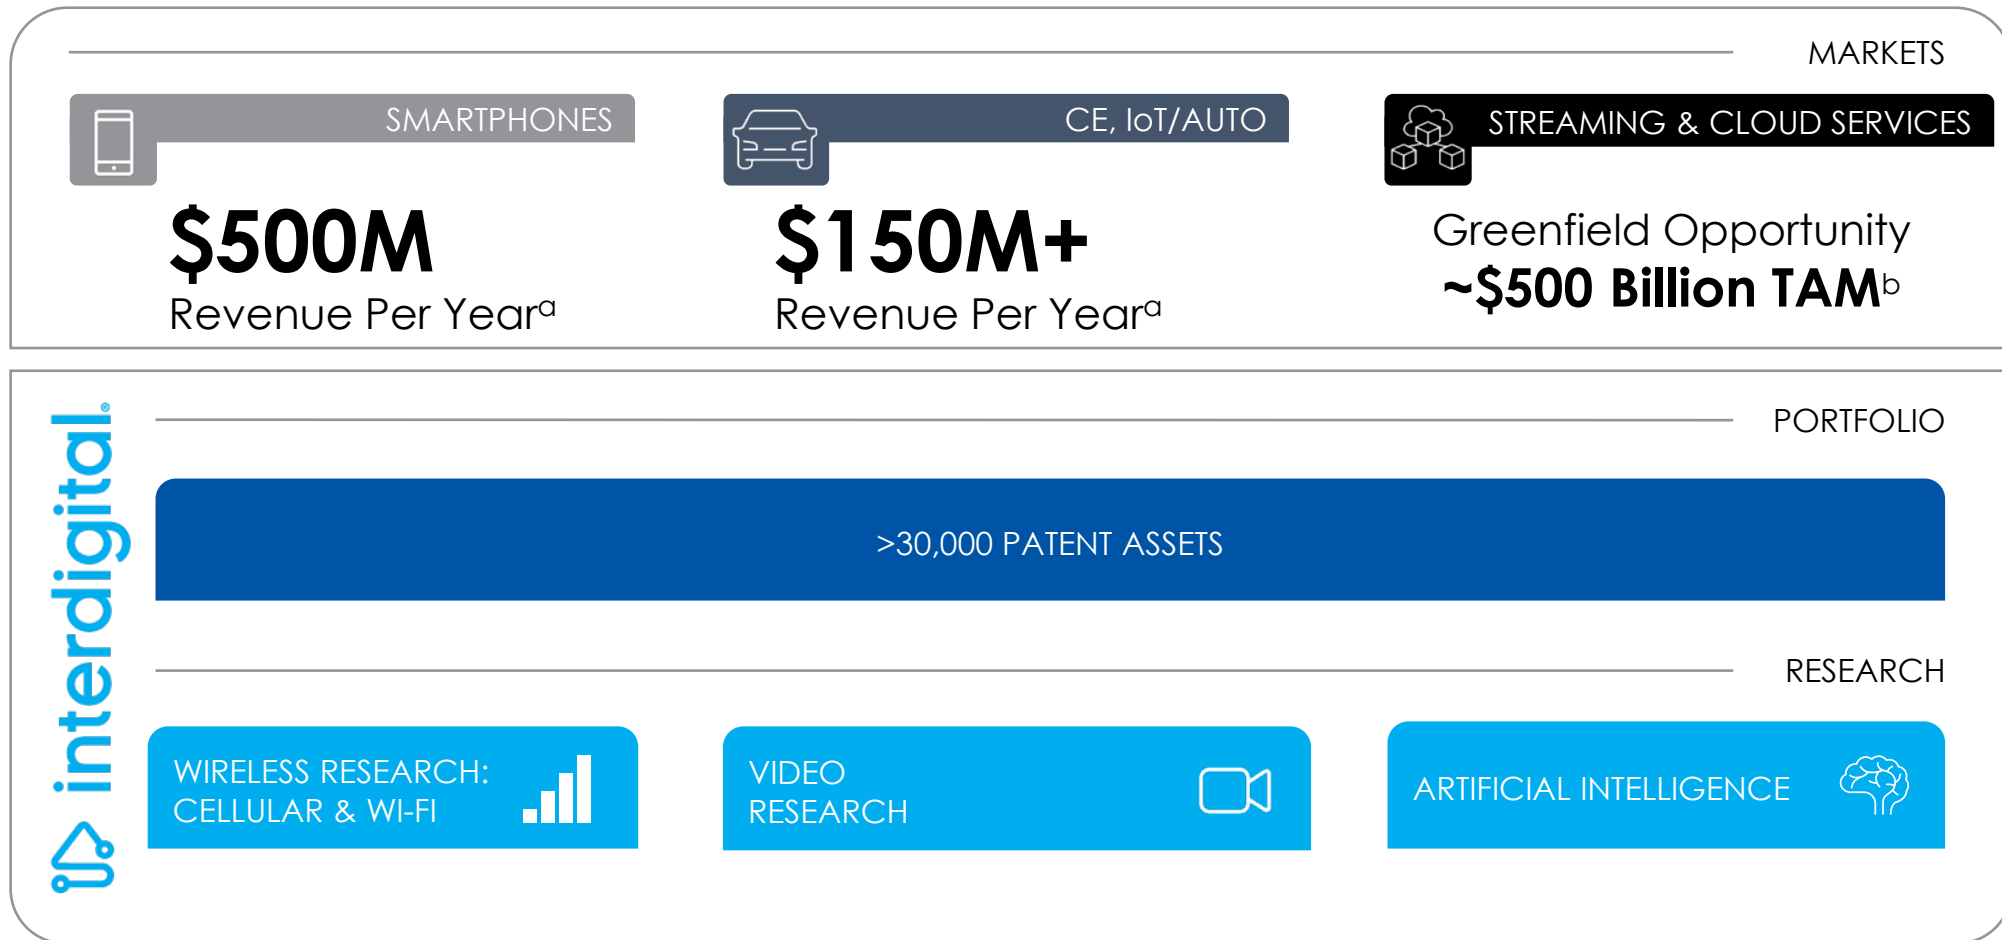 MARKETS
SMARTPHONES
$500M
Revenue Per Yearᵃ
CE, IoT/AUTO
$150M+
Revenue Per Yearᵃ
STREAMING & CLOUD SERVICES
Greenfield Opportunity
~$500 Billion TAMᵇ
interdigital®
PORTFOLIO
>30,000 PATENT ASSETS
RESEARCH
WIRELESS RESEARCH:
CELLULAR & WI-FI
VIDEO
RESEARCH
ARTIFICIAL INTELLIGENCE